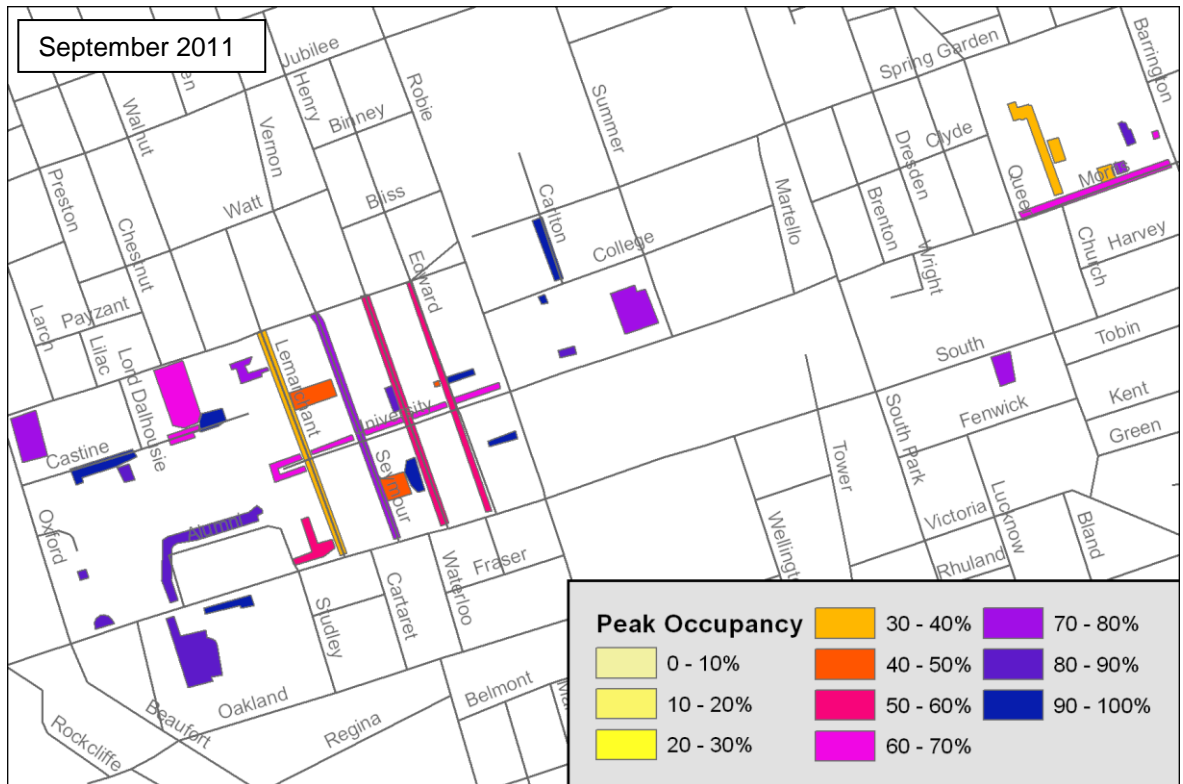 September 2011
Jubilee
Henry
Binney
Robie
Summer
Spring Garden
Barrington
Walnut
Vernon
Clyde
Dresden
Preston
Watt
Bliss
Carlton
Martello
Brenton
Queen
Morris
Chestnut
College
Edward
Wright
Church
Harvey
Payzant
Larch
Lilac
Lord Dalhousie
Lemarchant
University
South
Tobin
Castine
Seymour
South Park
Fenwick
Kent
Green
Oxford
Alumni
Tower
Victoria
Lucknow
Bland
Waterloo
Fraser
Wellington
Rhuland
Studley
Cartaret
Oakland
Belmont
Beaufort
Regina
Rockcliffe
Peak Occupancy
0 - 10%
10 - 20%
20 - 30%
30 - 40%
40 - 50%
50 - 60%
60 - 70%
70 - 80%
80 - 90%
90 - 100%